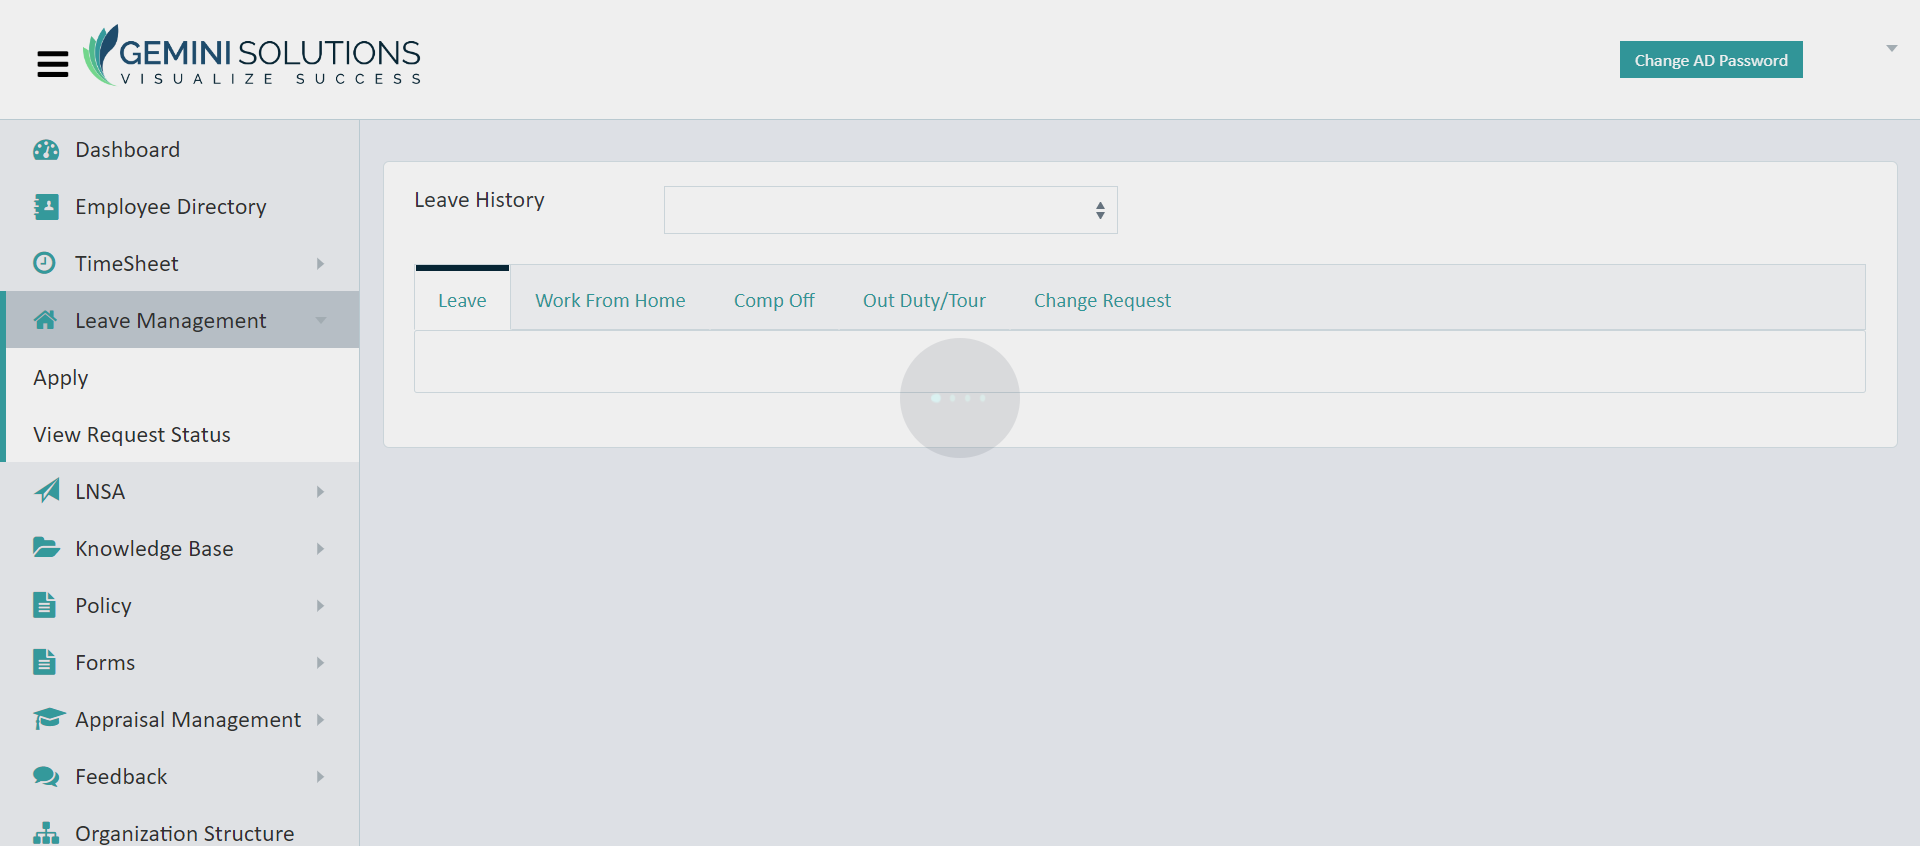 GEMINI SOLUTIONS
VISUALIZE SUCCESS
Change AD Password
Dashboard
Employee Directory
TimeSheet
Leave Management
Apply
View Request Status
LNSA
Knowledge Base
Policy
Forms
Appraisal Management
Feedback
Organization Structure
Leave History
Leave
Work From Home
Comp Off
Out Duty/Tour
Change Request